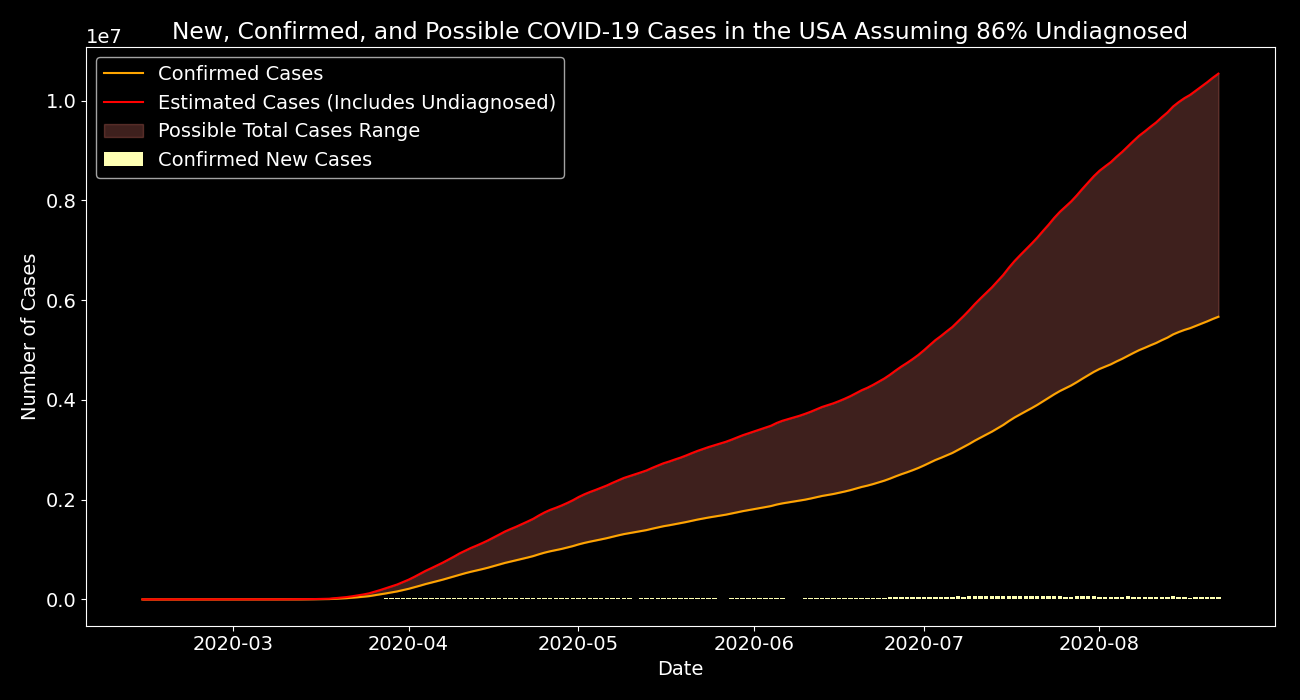 New, Confirmed, and Possible COVID-19 Cases in the USA Assuming 86% Undiagnosed
1e7
Confirmed Cases
Estimated Cases (Includes Undiagnosed)
Possible Total Cases Range
Confirmed New Cases
1.0
0.8
0.6
0.4
0.2
0.0
Number of Cases
2020-03 2020-04 2020-05 2020-06 2020-07 2020-08
Date